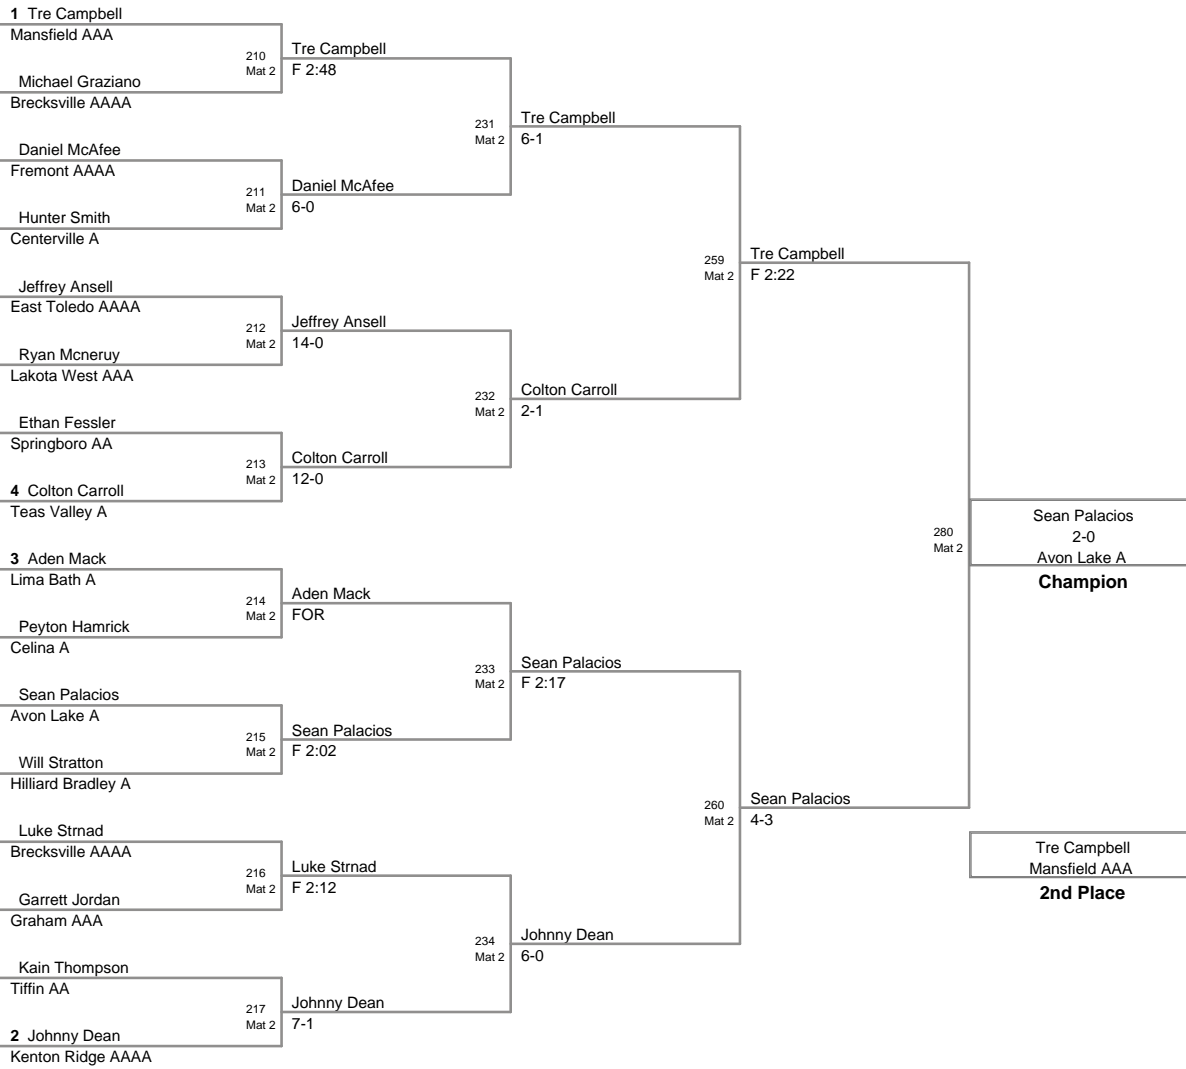 1 Tre Campbell
Mansfield AAA
210
Mat 2
Tre Campbell
F 2:48
Michael Graziano
Brecksville AAAA
231
Mat 2
Tre Campbell
6-1
Daniel McAfee
Fremont AAAA
211
Mat 2
Daniel McAfee
6-0
Hunter Smith
Centerville A
259
Mat 2
Tre Campbell
F 2:22
Jeffrey Ansell
East Toledo AAAA
212
Mat 2
Jeffrey Ansell
14-0
Ryan Mcneruy
Lakota West AAA
232
Mat 2
Colton Carroll
2-1
Ethan Fessler
Springboro AA
213
Mat 2
Colton Carroll
12-0
4 Colton Carroll
Teas Valley A
280
Mat 2
Sean Palacios
2-0
Avon Lake A
Champion
3 Aden Mack
Lima Bath A
214
Mat 2
Aden Mack
FOR
Peyton Hamrick
Celina A
233
Mat 2
Sean Palacios
F 2:17
Sean Palacios
Avon Lake A
215
Mat 2
Sean Palacios
F 2:02
Will Stratton
Hilliard Bradley A
260
Mat 2
Sean Palacios
4-3
Luke Strnad
Brecksville AAAA
216
Mat 2
Luke Strnad
F 2:12
Tre Campbell
Mansfield AAA
2nd Place
Garrett Jordan
Graham AAA
234
Mat 2
Johnny Dean
6-0
Kain Thompson
Tiffin AA
217
Mat 2
Johnny Dean
7-1
2 Johnny Dean
Kenton Ridge AAAA